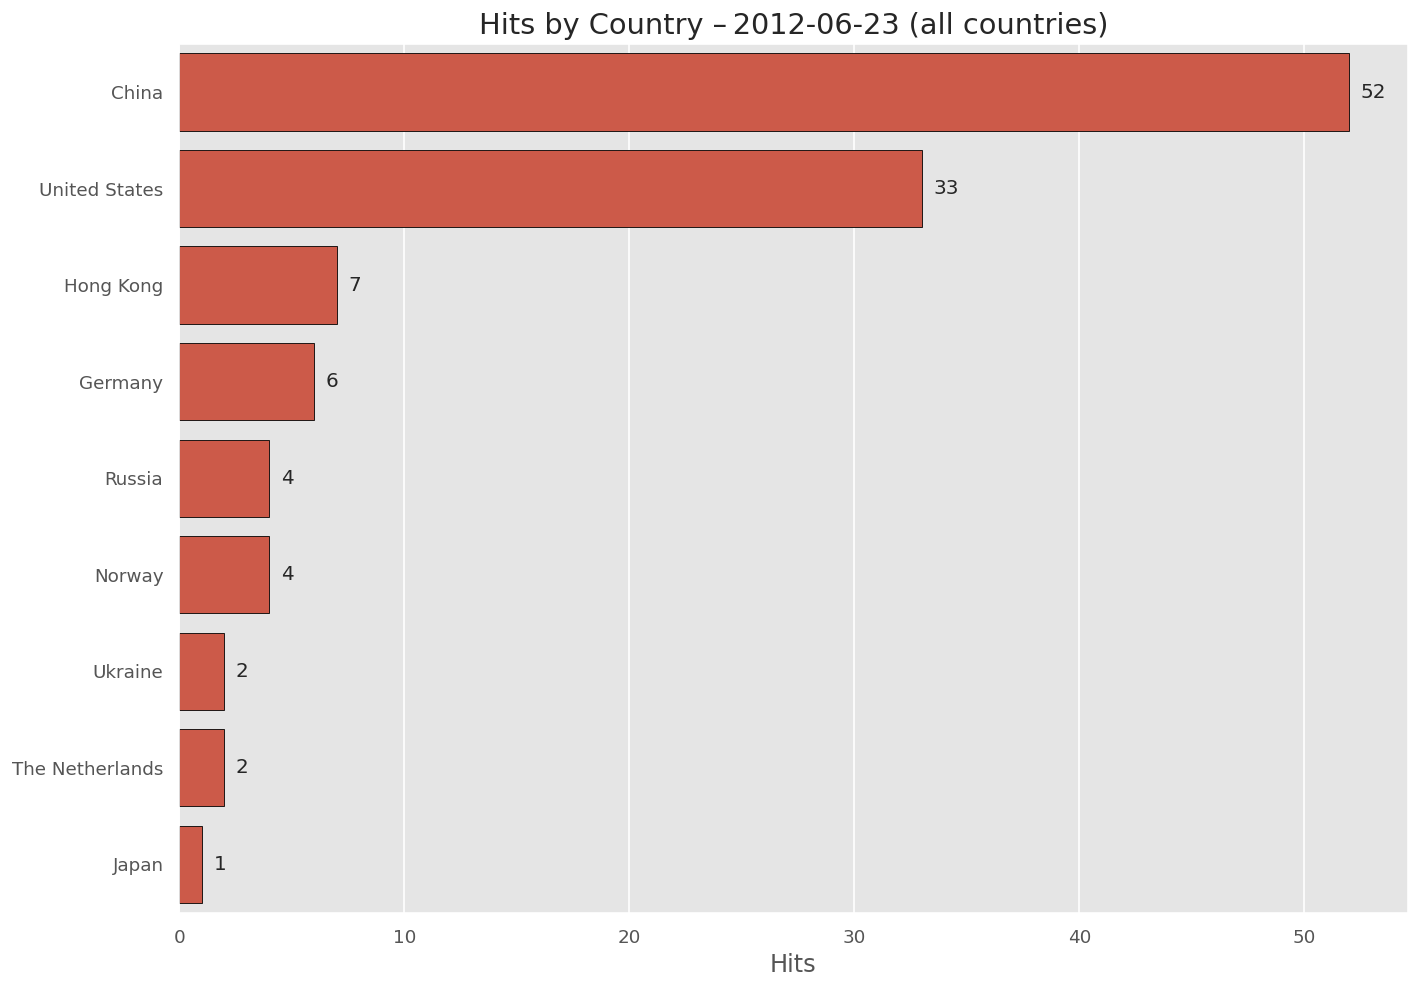 Hits by Country – 2012-06-23 (all countries)
China 52
United States 33
Hong Kong 7
Germany 6
Russia 4
Norway 4
Ukraine 2
The Netherlands 2
Japan 1
0 10 20 30 40 50
Hits